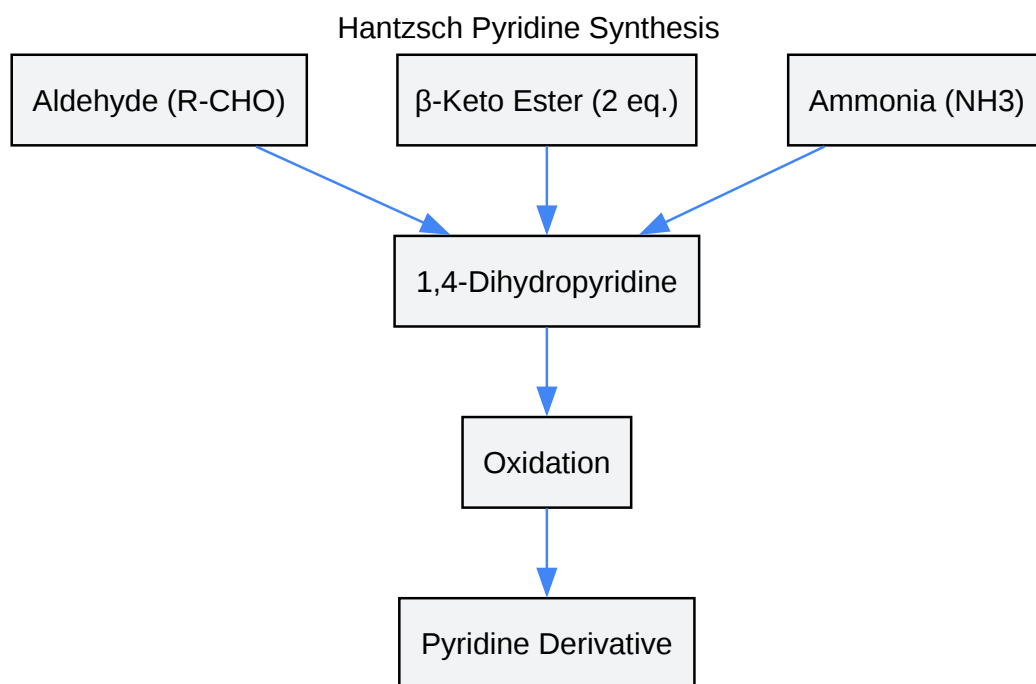 Hantzsch Pyridine Synthesis
Aldehyde (R-CHO)
β-Keto Ester (2 eq.)
Ammonia (NH3)
1,4-Dihydropyridine
Oxidation
Pyridine Derivative